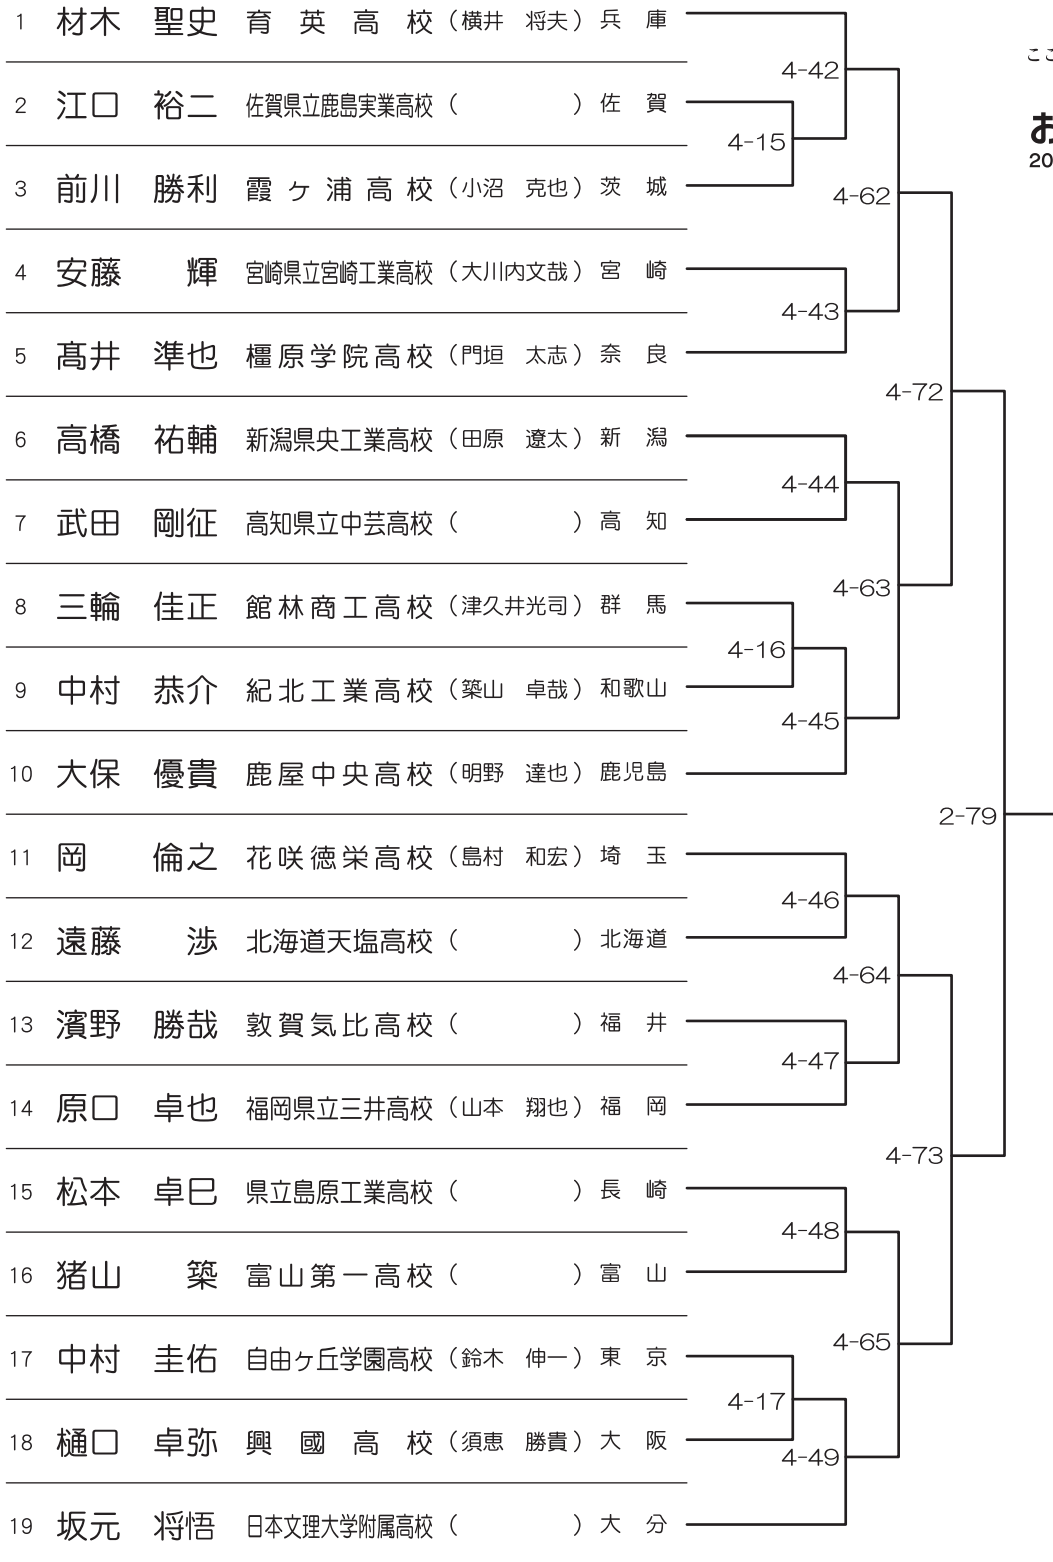 1 材木 聖史 育英高校 (横井 将夫) 兵庫
2 江口 裕二 佐賀県立鹿島実業高校 ( ) 佐賀
3 前川 勝利 霞ヶ浦高校 (小沼 克也) 茨城
4 安藤 輝 宮崎県立宮崎工業高校 (大川内文哉) 宮崎
5 髙井 準也 橿原学院高校 (門垣 太志) 奈良
6 高橋 祐輔 新潟県央工業高校 (田原 遼太) 新潟
7 武田 剛征 高知県立中芸高校 ( ) 高知
8 三輪 佳正 館林商工高校 (津久井光司) 群馬
9 中村 恭介 紀北工業高校 (築山 卓哉) 和歌山
10 大保 優貴 鹿屋中央高校 (明野 達也) 鹿児島
11 岡 倫之 花咲徳栄高校 (島村 和宏) 埼玉
12 遠藤 渉 北海道天塩高校 ( ) 北海道
13 濱野 勝哉 敦賀気比高校 ( ) 福井
14 原口 卓也 福岡県立三井高校 (山本 翔也) 福岡
15 松本 卓巳 県立島原工業高校 ( ) 長崎
16 猪山 築 富山第一高校 ( ) 富山
17 中村 圭佑 自由ヶ丘学園高校 (鈴木 伸一) 東京
18 樋口 卓弥 興國高校 (須恵 勝貴) 大阪
19 坂元 将悟 日本文理大学附属高校 ( ) 大分
4-15
4-16
4-17
4-42
4-43
4-44
4-45
4-46
4-47
4-48
4-49
4-62
4-63
4-64
4-65
4-72
4-73
2-79
お
20